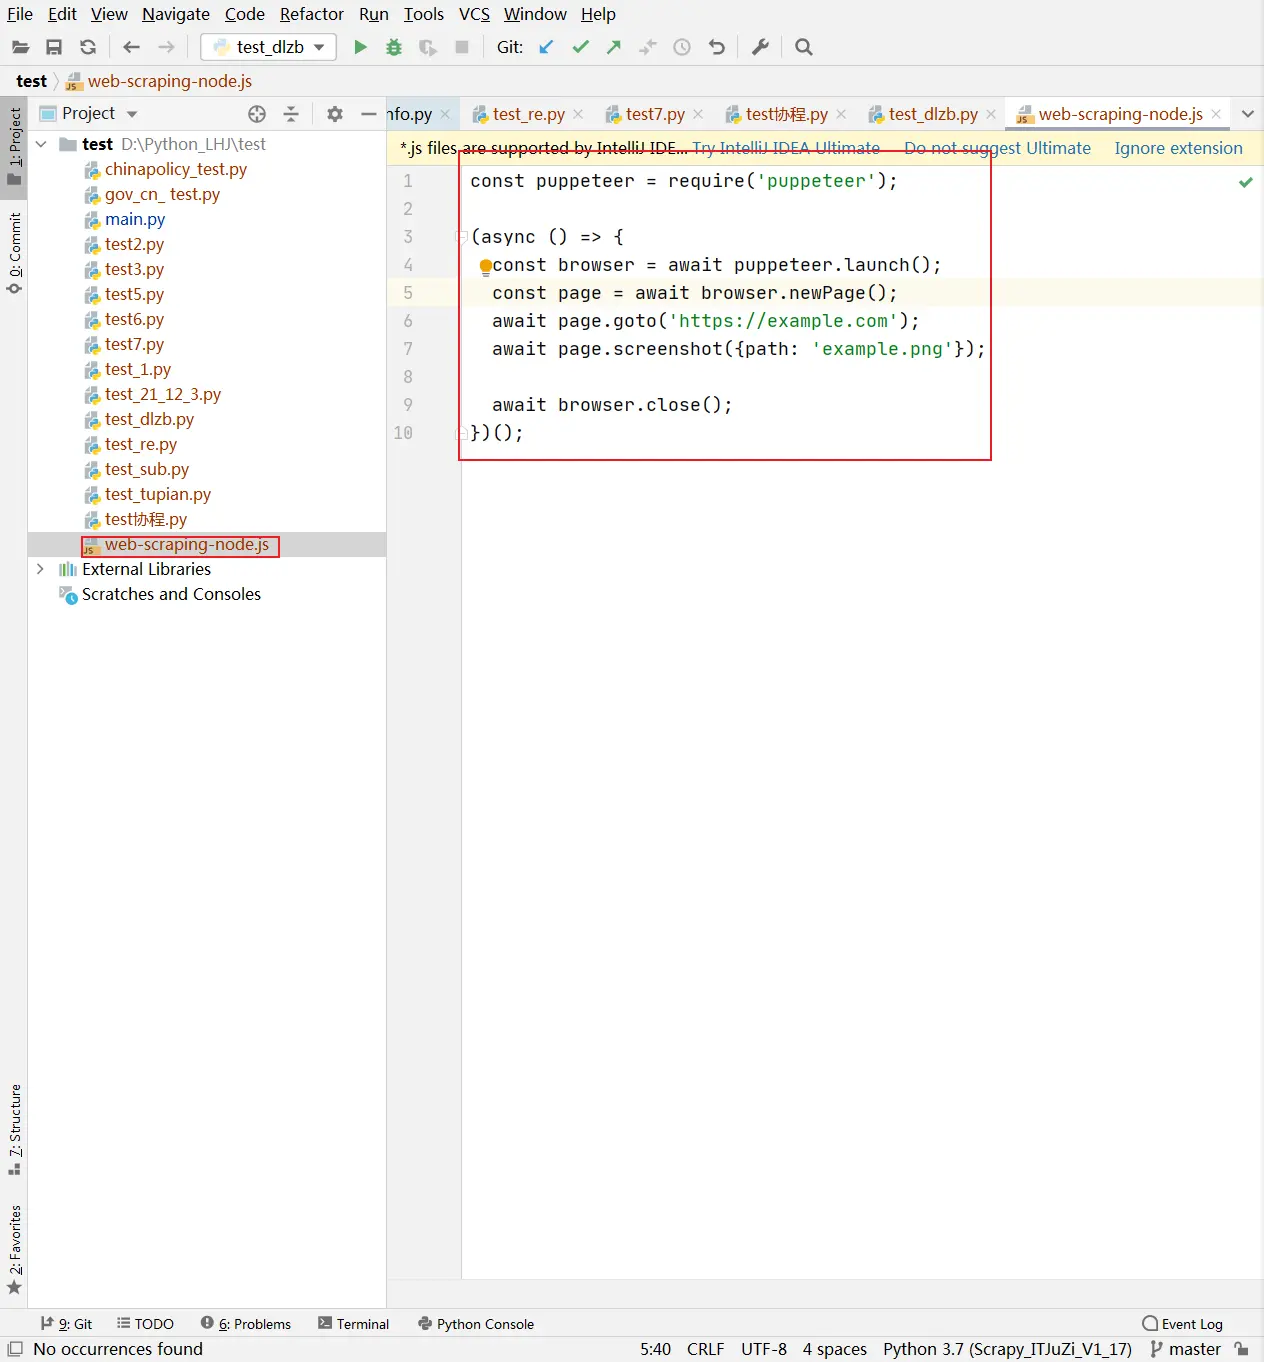 File Edit View Navigate Code Refactor Run Tools VCS Window Help
test_dlzb Git:
test web-scraping-node.js
Project nfo.py test_re.py test7.py test协程.py test_dlzb.py web-scraping-node.js
*.js files are supported by IntelliJ IDE... Try IntelliJ IDEA Ultimate Do not suggest Ultimate Ignore extension
1: Project
0: Commit
7: Structure
2: Favorites
test D:\Python_LHJ\test
chinapolicy_test.py
gov_cn_ test.py
main.py
test2.py
test3.py
test5.py
test6.py
test7.py
test_1.py
test_21_12_3.py
test_dlzb.py
test_re.py
test_sub.py
test_tupian.py
test协程.py
web-scraping-node.js
External Libraries
Scratches and Consoles
1 const puppeteer = require('puppeteer');
2
3 (async () => {
4 const browser = await puppeteer.launch();
5 const page = await browser.newPage();
6 await page.goto('https://example.com');
7 await page.screenshot({path: 'example.png'});
8
9 await browser.close();
10 })();
9: Git TODO 6: Problems Terminal Python Console Event Log
No occurrences found 5:40 CRLF UTF-8 4 spaces Python 3.7 (Scrapy_ITJuZi_V1_17) master